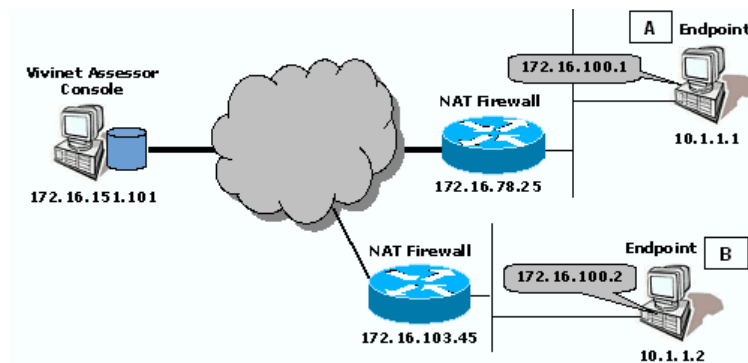 Vivinet Assessor
Console
172.16.151.101
NAT Firewall
172.16.78.25
A
Endpoint
172.16.100.1
10.1.1.1
NAT Firewall
172.16.103.45
Endpoint
B
172.16.100.2
10.1.1.2